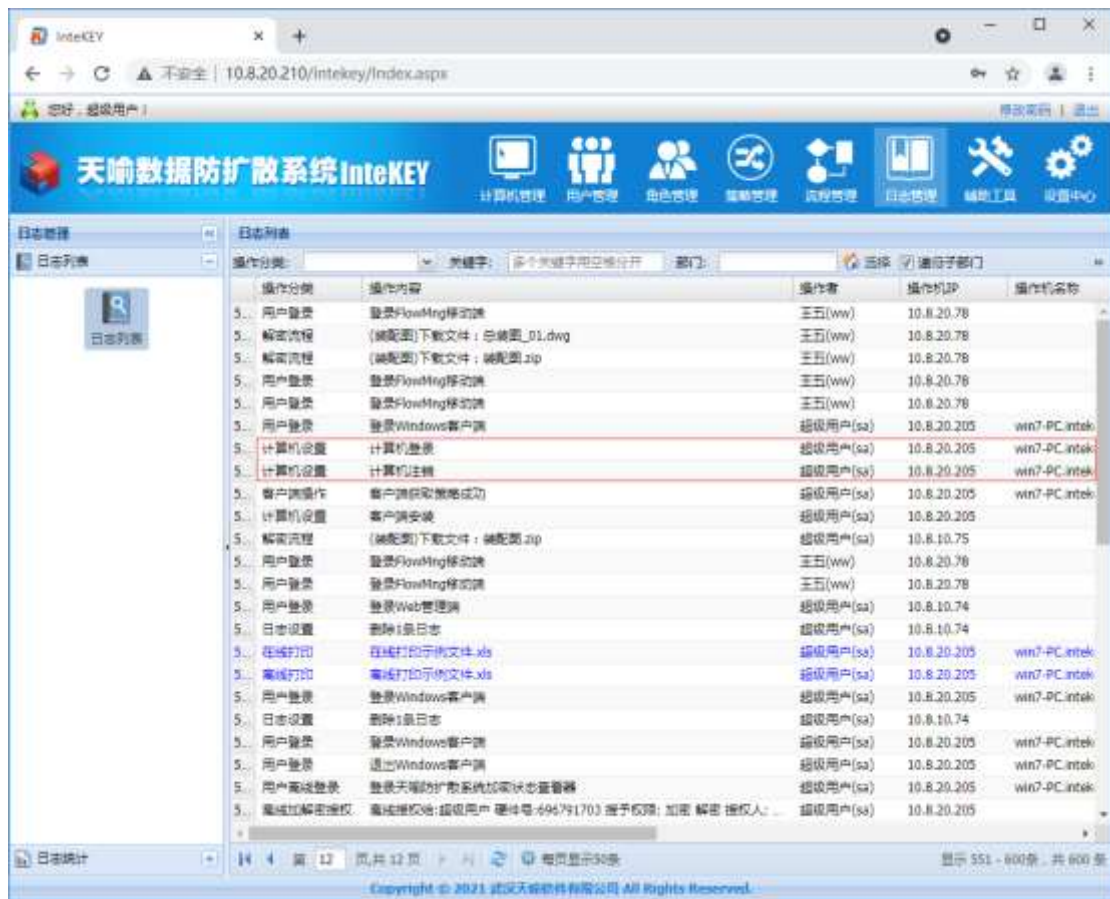 InteKEY
不安全 | 10.8.20.210/intekey/Index.aspx
您好，超级用户！ 修改密码 | 退出
天喻数据防扩散系统InteKEY 计算机管理 用户管理 角色管理 策略管理 流程管理 日志管理 辅助工具 设置中心
日志管理 日志列表
日志列表 操作分类: 关键字: 多个关键字用空格分开 部门: 选择 递归子部门
操作分类 操作内容 操作者 操作机IP 操作机名称
5... 用户登录 登录FlowMng移动端 王五(ww) 10.8.20.78
日志列表
5... 解密流程 (装配图)下载文件：总装图_01.dwg 王五(ww) 10.8.20.78
5... 解密流程 (装配图)下载文件：装配图.zip 王五(ww) 10.8.20.78
5... 用户登录 登录FlowMng移动端 王五(ww) 10.8.20.78
5... 用户登录 登录FlowMng移动端 王五(ww) 10.8.20.78
5... 用户登录 登录Windows客户端 超级用户(sa) 10.8.20.205 win7-PC.intek
5... 计算机设置 计算机登录 超级用户(sa) 10.8.20.205 win7-PC.intek
5... 计算机设置 计算机注销 超级用户(sa) 10.8.20.205 win7-PC.intek
5... 客户端操作 客户端获取策略成功 超级用户(sa) 10.8.20.205 win7-PC.intek
5... 计算机设置 客户端安装 超级用户(sa) 10.8.20.205
5... 解密流程 (装配图)下载文件：装配图.zip 超级用户(sa) 10.8.10.75
5... 用户登录 登录FlowMng移动端 王五(ww) 10.8.20.78
5... 用户登录 登录FlowMng移动端 王五(ww) 10.8.20.78
5... 用户登录 登录Web管理端 超级用户(sa) 10.8.10.74
5... 日志设置 删除1条日志 超级用户(sa) 10.8.10.74
5... 在线打印 在线打印示例文件.xls 超级用户(sa) 10.8.20.205 win7-PC.intek
5... 离线打印 离线打印示例文件.xls 超级用户(sa) 10.8.20.205 win7-PC.intek
5... 用户登录 登录Windows客户端 超级用户(sa) 10.8.20.205 win7-PC.intek
5... 日志设置 删除1条日志 超级用户(sa) 10.8.10.74
5... 用户登录 登录Windows客户端 超级用户(sa) 10.8.20.205 win7-PC.intek
5... 用户登录 退出Windows客户端 超级用户(sa) 10.8.20.205 win7-PC.intek
5... 用户离线登录 登录天喻防扩散系统加密状态查看器 超级用户(sa) 10.8.20.205 win7-PC.intek
5... 离线加解密授权 离线授权给:超级用户 硬件号:696791703 授予权限: 加密 解密 授权人: ... 超级用户(sa) 10.8.20.205
日志统计 第 12 页,共 12 页 每页显示50条 显示 551 - 600条，共 600 条
Copyright © 2021 武汉天喻软件有限公司 All Rights Reserved.